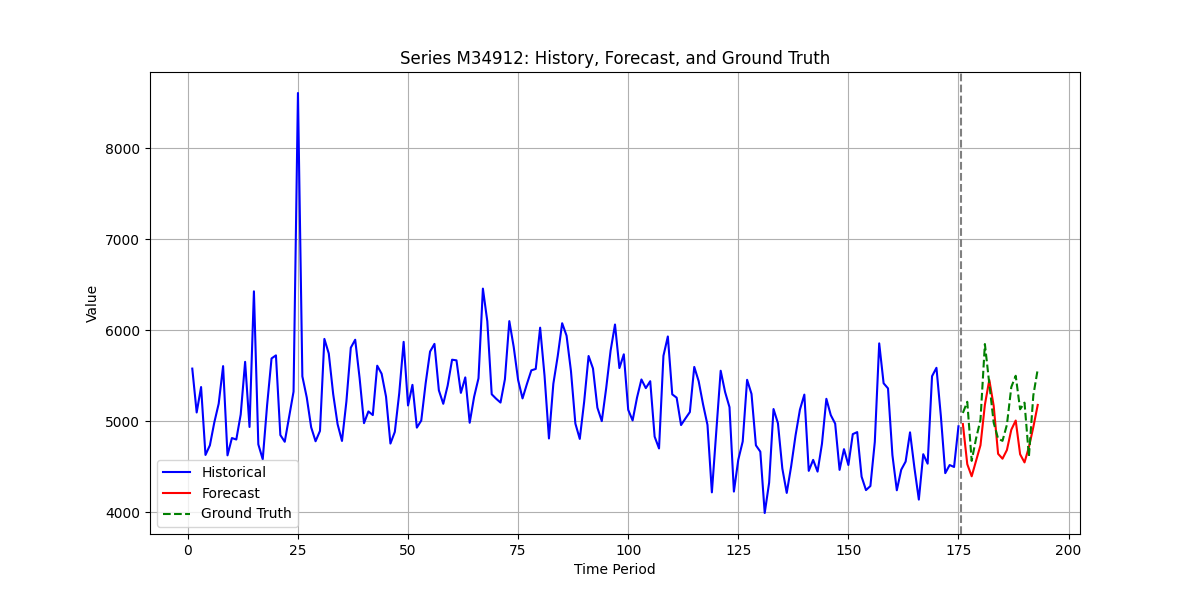 Series M34912: History, Forecast, and Ground Truth
Value
8000
7000
6000
5000
4000
Historical
Forecast
Ground Truth
0 25 50 75 100 125 150 175 200
Time Period